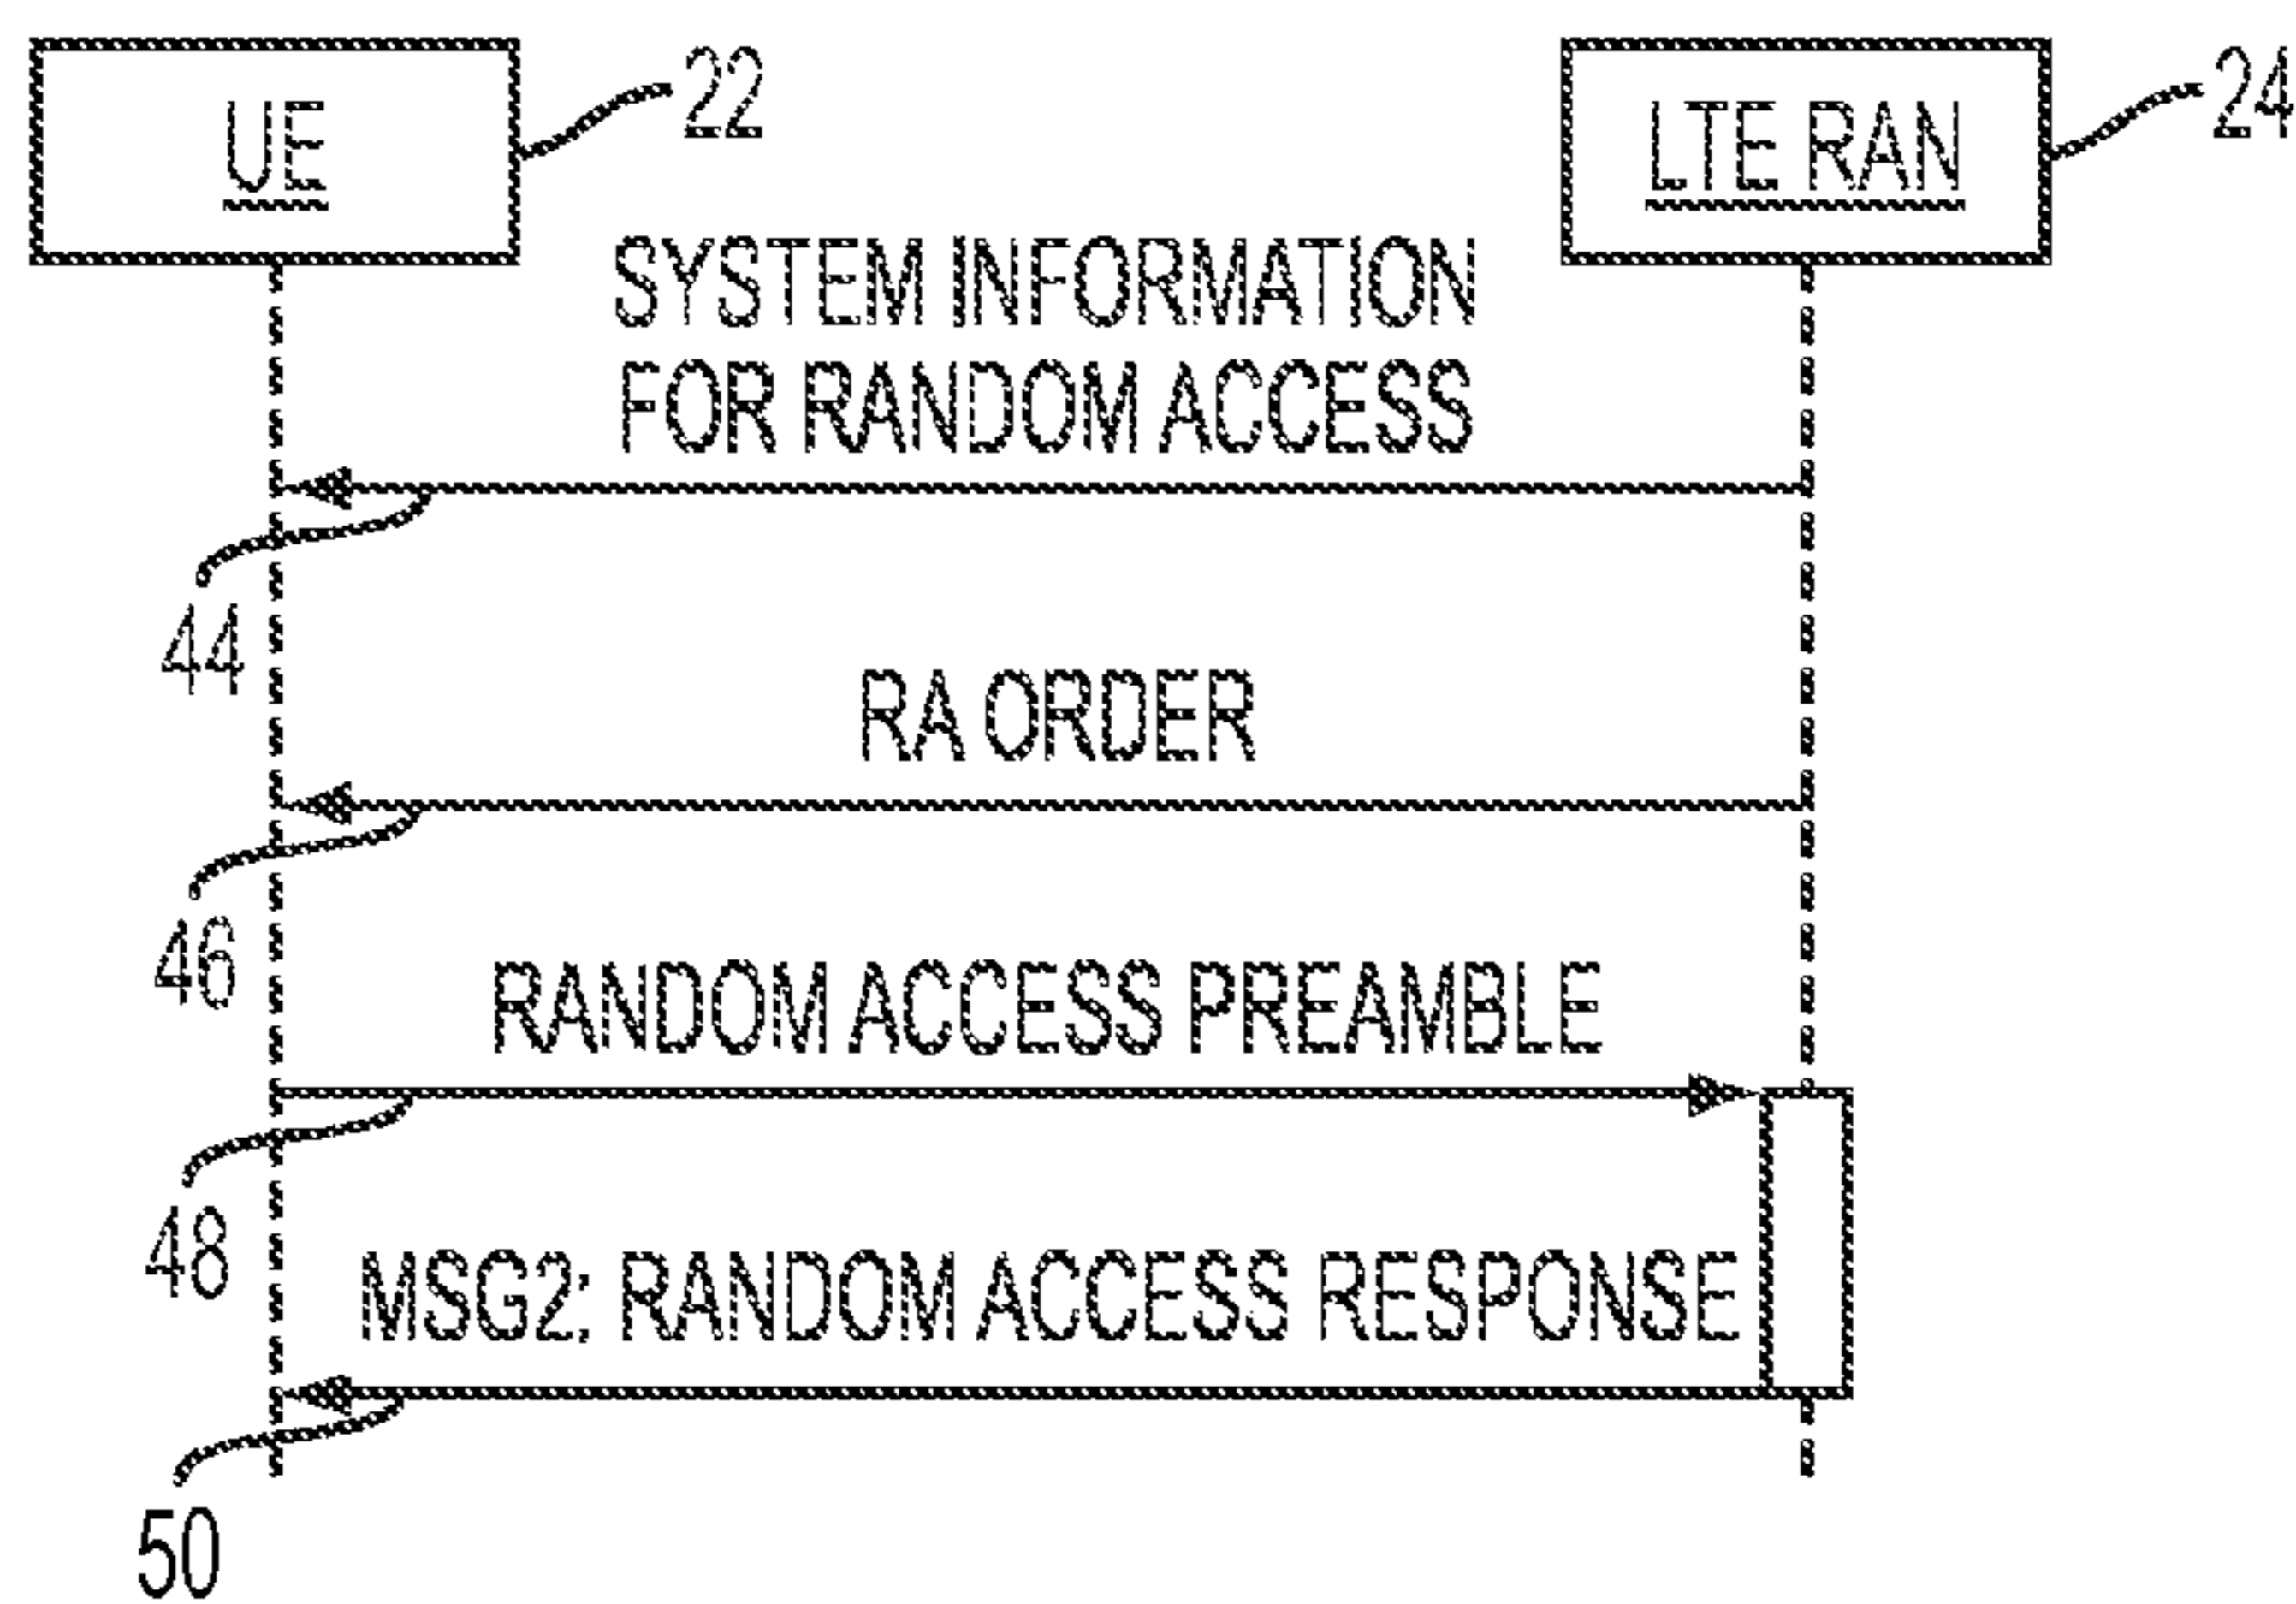 UE
22
LTE RAN
24
SYSTEM INFORMATION
FOR RANDOM ACCESS
44
RA ORDER
46
RANDOM ACCESS PREAMBLE
48
MSG2: RANDOM ACCESS RESPONSE
50